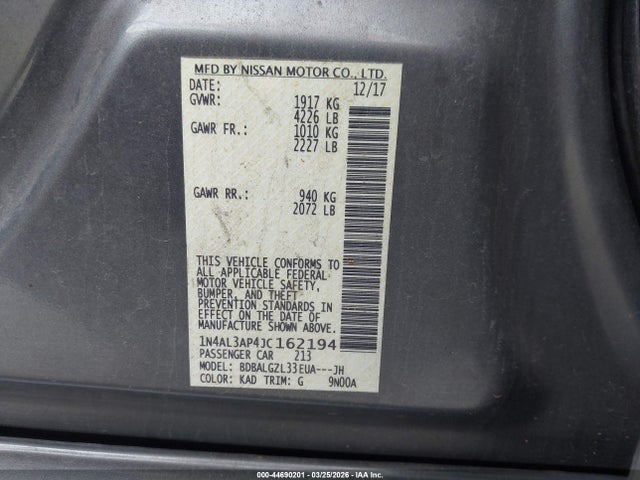 MFD BY NISSAN MOTOR CO., LTD.
DATE: 12/17
GVWR: 1917 KG
4226 LB
GAWR FR.: 1010 KG
2227 LB
GAWR RR.: 940 KG
2072 LB
THIS VEHICLE CONFORMS TO
ALL APPLICABLE FEDERAL
MOTOR VEHICLE SAFETY,
BUMPER, AND THEFT
PREVENTION STANDARDS IN
EFFECT ON THE DATE OF
MANUFACTURE SHOWN ABOVE.
1N4AL3AP4JC162194
PASSENGER CAR 213
MODEL: BDBALGZL33EUA---JH
COLOR: KAD TRIM: G 9N00A
000-44690201 - 03/25/2026 - IAA, Inc.